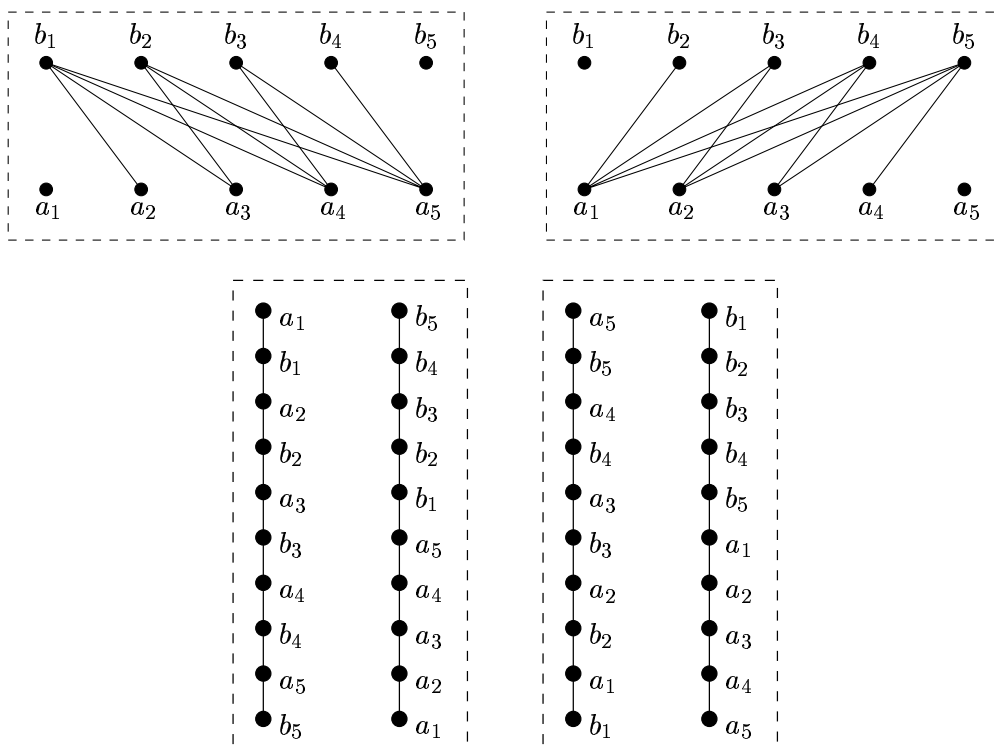 b₁ b₂ b₃ b₄ b₅ b₁ b₂ b₃ b₄ b₅
a₁ a₂ a₃ a₄ a₅ a₁ a₂ a₃ a₄ a₅
a₁ b₅ a₅ b₁
b₁ b₄ b₅ b₂
a₂ b₃ a₄ b₃
b₂ b₂ b₄ b₄
a₃ b₁ a₃ b₅
b₃ a₅ b₃ a₁
a₄ a₄ a₂ a₂
b₄ a₃ b₂ a₃
a₅ a₂ a₁ a₄
b₅ a₁ b₁ a₅